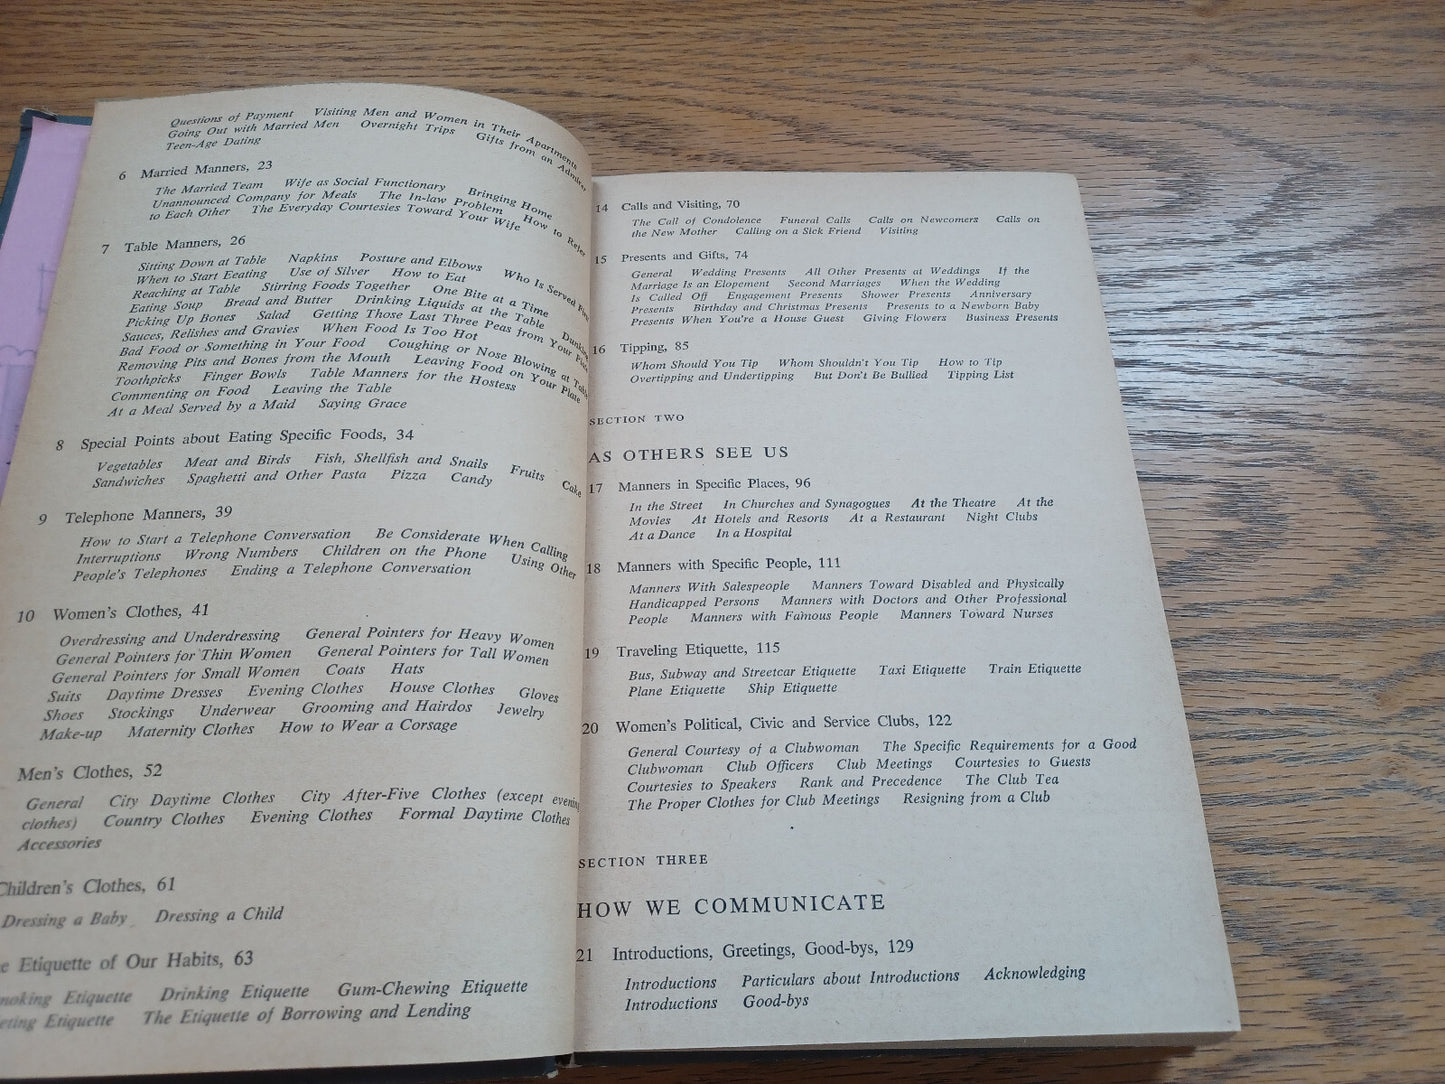 Questions of Payment Visiting Men and Women in Their Apartments
Going Out with Married Men Overnight Trips Gifts from an Admirer
Teen-Age Dating
6 Married Manners, 23
The Married Team Wife as Social Functionary Bringing Home
Unannounced Company for Meals The In-law Problem How to Refer
to Each Other The Everyday Courtesies Toward Your Wife
7 Table Manners, 26
Sitting Down at Table Napkins Posture and Elbows Who Is Served First
When to Start Eeating Use of Silver How to Eat
Reaching at Table Stirring Foods Together One Bite at a Time Dunking
Eating Soup Bread and Butter Drinking Liquids at the Table
Picking Up Bones Salad Getting Those Last Three Peas from Your Plate
Sauces, Relishes and Gravies When Food Is Too Hot
Bad Food or Something in Your Food Coughing or Nose Blowing at Table
Removing Pits and Bones from the Mouth Leaving Food on Your Plate
Toothpicks Finger Bowls Table Manners for the Hostess
Commenting on Food Leaving the Table
At a Meal Served by a Maid Saying Grace
8 Special Points about Eating Specific Foods, 34
Vegetables Meat and Birds Fish, Shellfish and Snails Fruits Cake
Sandwiches Spaghetti and Other Pasta Pizza Candy
9 Telephone Manners, 39
How to Start a Telephone Conversation Be Considerate When Calling
Interruptions Wrong Numbers Children on the Phone Using Other
People's Telephones Ending a Telephone Conversation
10 Women's Clothes, 41
Overdressing and Underdressing General Pointers for Heavy Women
General Pointers for Thin Women General Pointers for Tall Women
General Pointers for Small Women Coats Hats
Suits Daytime Dresses Evening Clothes House Clothes Gloves
Shoes Stockings Underwear Grooming and Hairdos Jewelry
Make-up Maternity Clothes How to Wear a Corsage
Men's Clothes, 52
General City Daytime Clothes City After-Five Clothes (except evening
clothes) Country Clothes Evening Clothes Formal Daytime Clothes
Accessories
Children's Clothes, 61
Dressing a Baby Dressing a Child
Etiquette of Our Habits, 63
Etiquette Drinking Etiquette Gum-Chewing Etiquette
Etiquette The Etiquette of Borrowing and Lending
14 Calls and Visiting, 70
The Call of Condolence Funeral Calls Calls on Newcomers Calls on
the New Mother Calling on a Sick Friend Visiting
15 Presents and Gifts, 74
General Wedding Presents All Other Presents at Weddings If the
Marriage Is an Elopement Second Marriages When the Wedding
Is Called Off Engagement Presents Shower Presents Anniversary
Presents Birthday and Christmas Presents Presents to a Newborn Baby
Presents When You're a House Guest Giving Flowers Business Presents
16 Tipping, 85
Whom Should You Tip Whom Shouldn't You Tip How to Tip
Overtipping and Undertipping But Don't Be Bullied Tipping List
SECTION TWO
AS OTHERS SEE US
17 Manners in Specific Places, 96
In the Street In Churches and Synagogues At the Theatre At the
Movies At Hotels and Resorts At a Restaurant Night Clubs
At a Dance In a Hospital
18 Manners with Specific People, 111
Manners With Salespeople Manners Toward Disabled and Physically
Handicapped Persons Manners with Doctors and Other Professional
People Manners with Famous People Manners Toward Nurses
19 Traveling Etiquette, 115
Bus, Subway and Streetcar Etiquette Taxi Etiquette Train Etiquette
Plane Etiquette Ship Etiquette
20 Women's Political, Civic and Service Clubs, 122
General Courtesy of a Clubwoman The Specific Requirements for a Good
Clubwoman Club Officers Club Meetings Courtesies to Guests
Courtesies to Speakers Rank and Precedence The Club Tea
The Proper Clothes for Club Meetings Resigning from a Club
SECTION THREE
HOW WE COMMUNICATE
21 Introductions, Greetings, Good-bys, 129
Introductions Particulars about Introductions Acknowledging
Introductions Good-bys